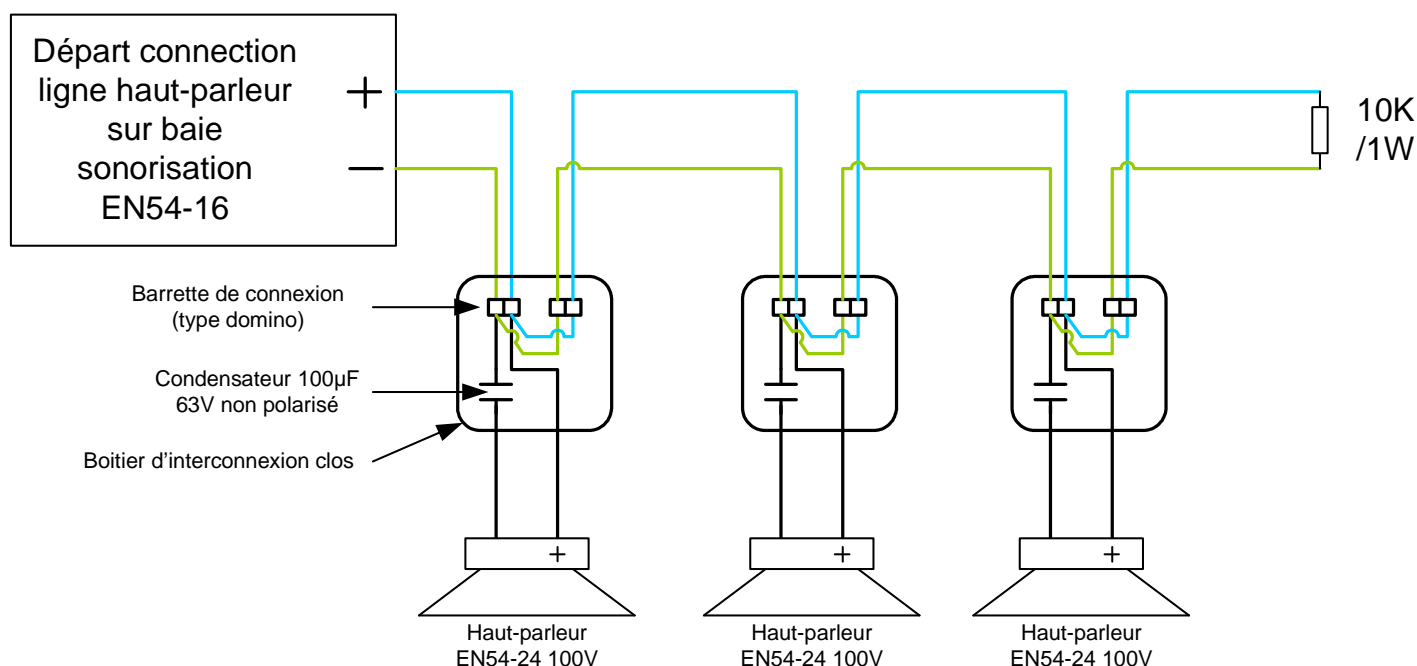 Départ connection
ligne haut-parleur
sur baie
sonorisation
EN54-16
+
−
10K
/1W
Barrette de connexion
(type domino)
Condensateur 100µF
63V non polarisé
Boitier d’interconnexion clos
+
+
+
Haut-parleur
EN54-24 100V
Haut-parleur
EN54-24 100V
Haut-parleur
EN54-24 100V